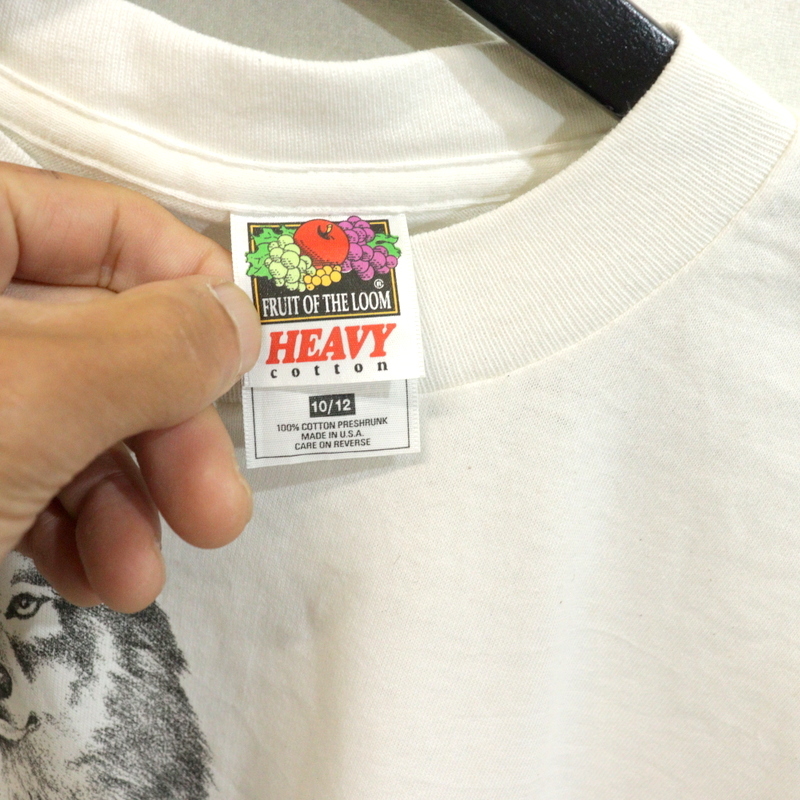 ®
FRUIT OF THE LOOM
HEAVY
cotton
10/12
100% COTTON PRESHRUNK
MADE IN U.S.A.
CARE ON REVERSE